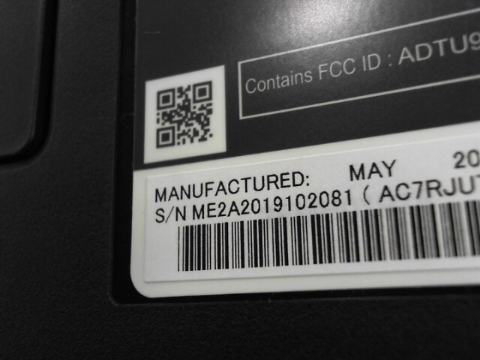 Contains FCC ID : ADTU9
MANUFACTURED: MAY 20
S/N ME2A2019102081 ( AC7RJU